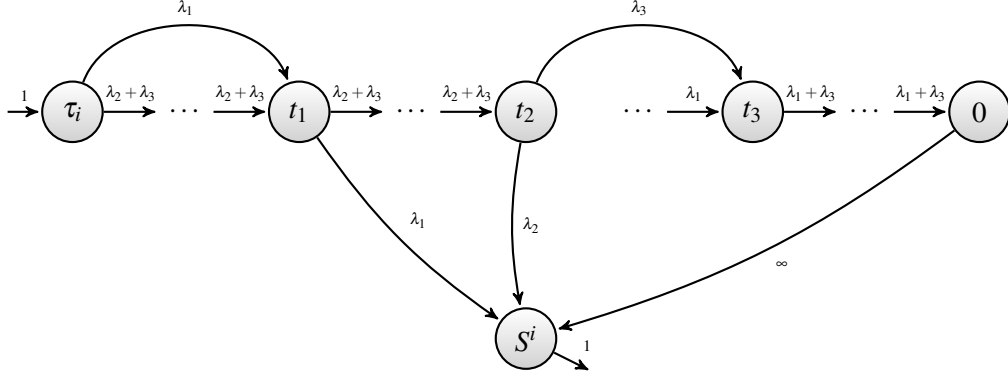 λ₁ λ₃
1 τᵢ λ₂ + λ₃ ··· λ₂ + λ₃ t₁ λ₂ + λ₃ ··· λ₂ + λ₃ t₂ ··· λ₁ t₃ λ₁ + λ₃ ··· λ₁ + λ₃ 0
λ₁ λ₂
∞
Sⁱ 1